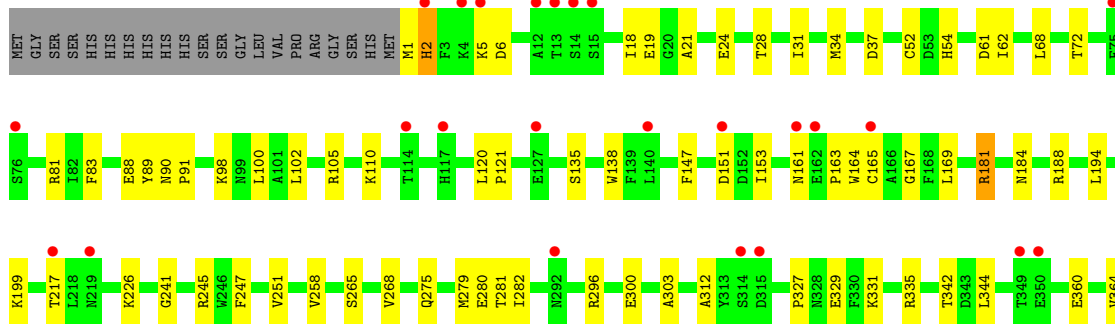 MET GLY SER SER HIS HIS HIS HIS HIS HIS SER SER GLY LEU VAL PRO ARG GLY SER HIS MET M1 H2 F3 K4 K5 D6 A12 T13 S14 S15 I18 E19 G20 A21 E24 T28 I31 M34 D37 C52 D53 H54 D61 I62 L68 T72 E75
S76 R81 I82 F83 E88 Y89 N90 P91 K98 N99 L100 A101 L102 R105 K110 T114 H117 L120 P121 E127 S135 W138 F139 L140 F147 D151 D152 I153 N161 E162 P163 W164 C165 A166 G167 F168 L169 R181 N184 R188 L194
K199 T217 L218 N219 K226 G241 R245 W246 F247 V251 V258 S265 V268 Q275 M279 E280 T281 I282 N292 R296 E300 A303 A312 Y313 S314 D315 P327 N328 E329 F330 K331 R335 T342 D343 L344 T349 E350 E360 V364